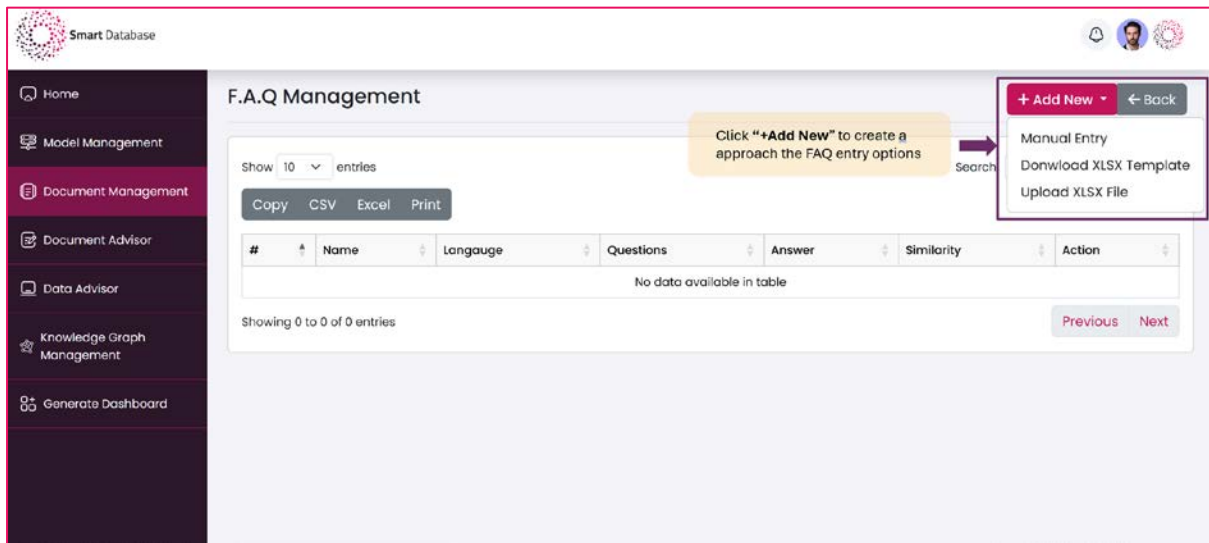 Smart Database
Home
Model Management
Document Management
Document Advisor
Data Advisor
Knowledge Graph
Management
Generate Dashboard
F.A.Q Management
+ Add New
← Back
Manual Entry
Donwload XLSX Template
Upload XLSX File
Click “+Add New” to create a
approach the FAQ entry options
Show 10 entries
Search
Copy CSV Excel Print
# Name Langauge Questions Answer Similarity Action
No data available in table
Showing 0 to 0 of 0 entries
Previous Next